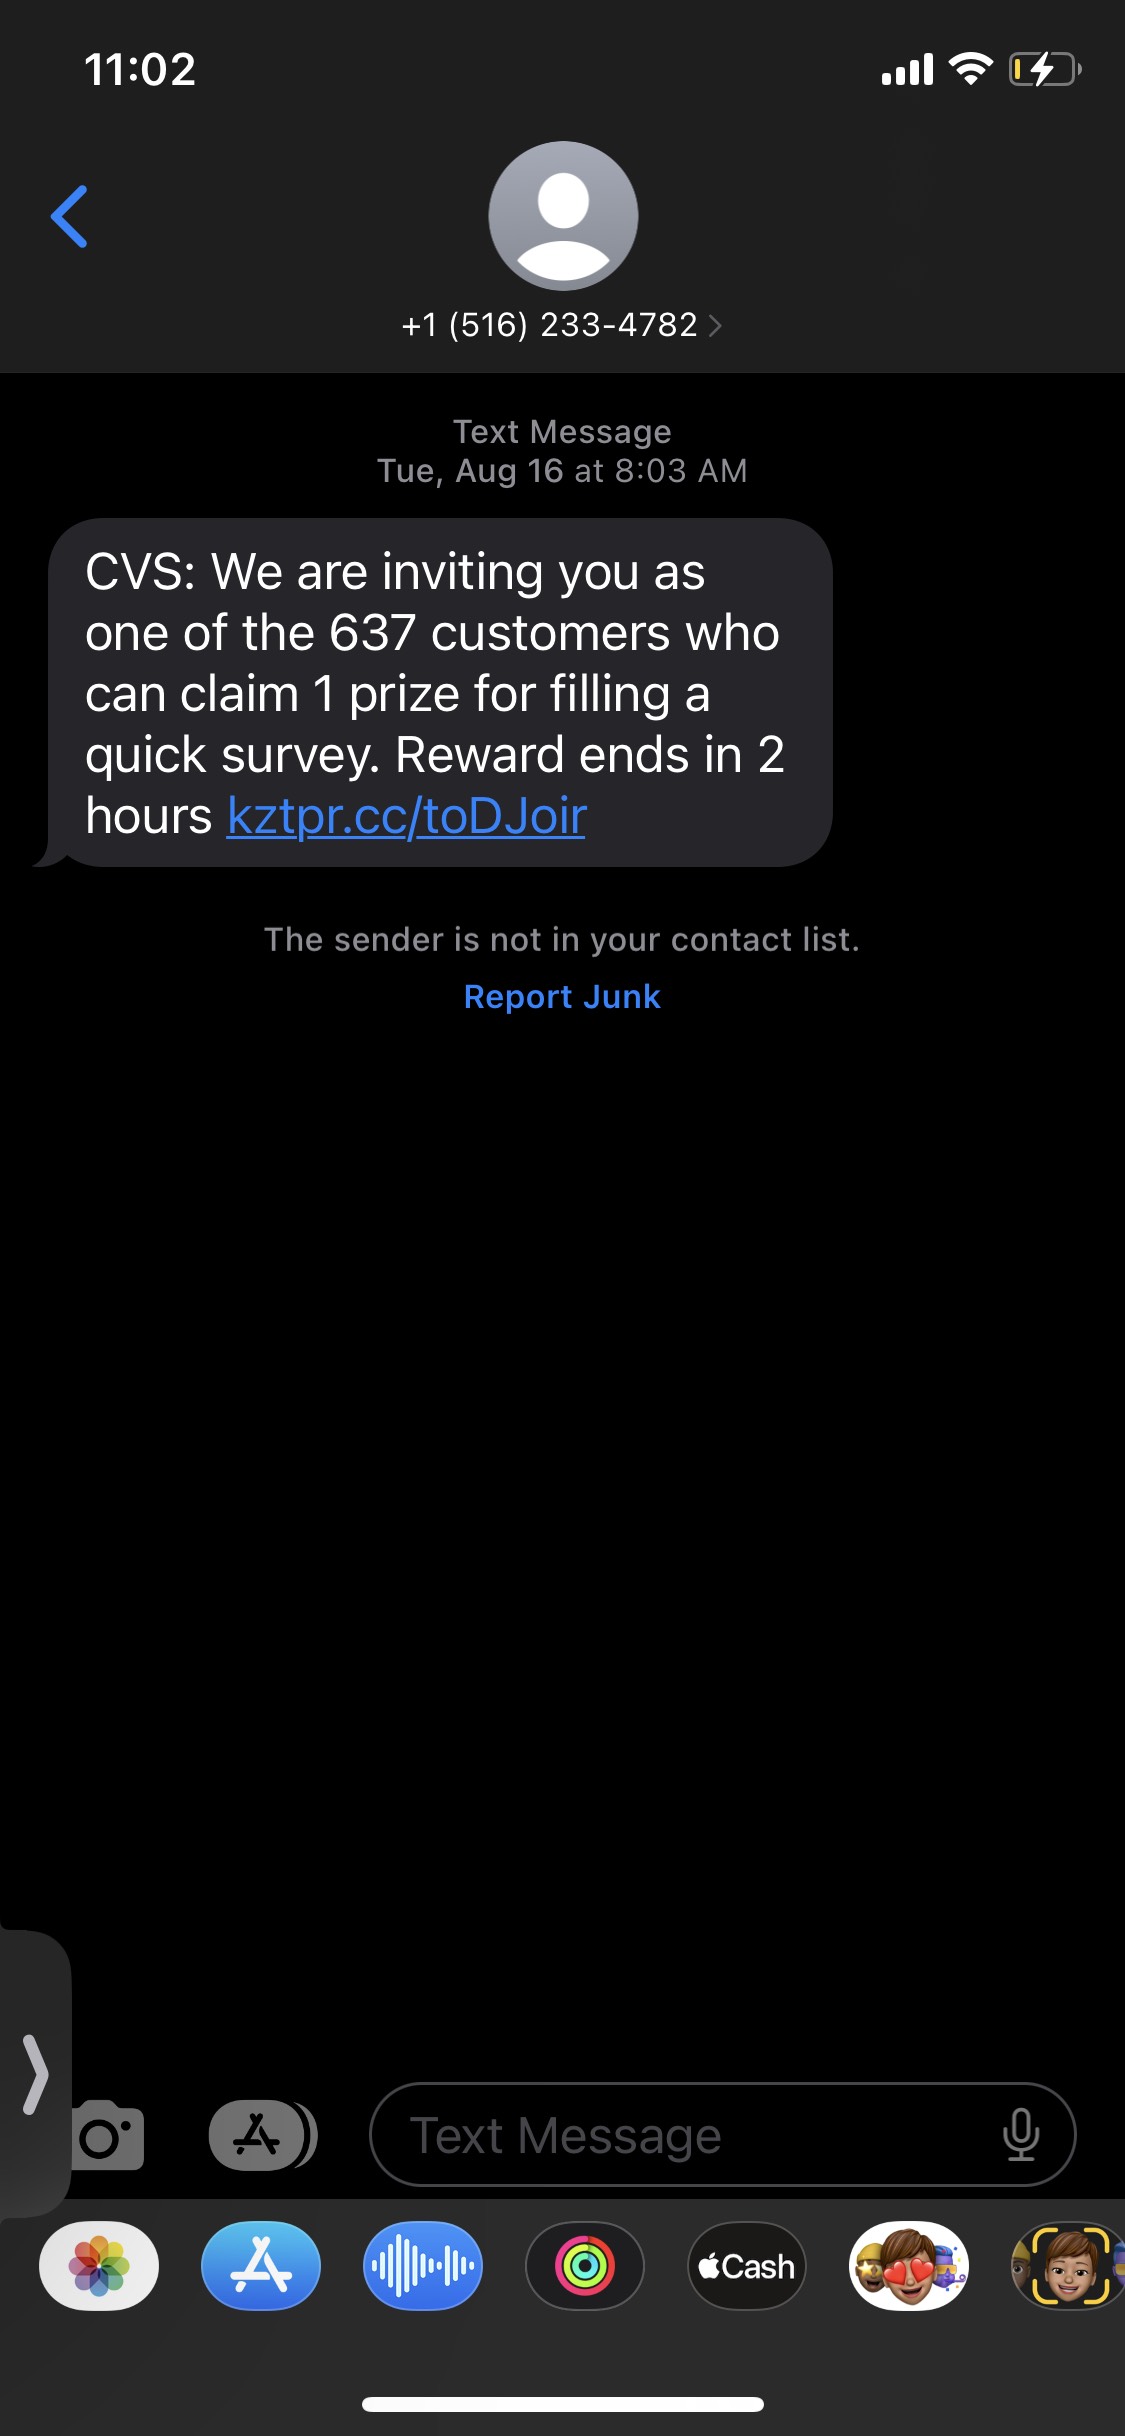 11:02
+1 (516) 233-4782
Text Message
Tue, Aug 16 at 8:03 AM
CVS: We are inviting you as
one of the 637 customers who
can claim 1 prize for filling a
quick survey. Reward ends in 2
hours kztpr.cc/toDJoir
The sender is not in your contact list.
Report Junk
Text Message
Cash